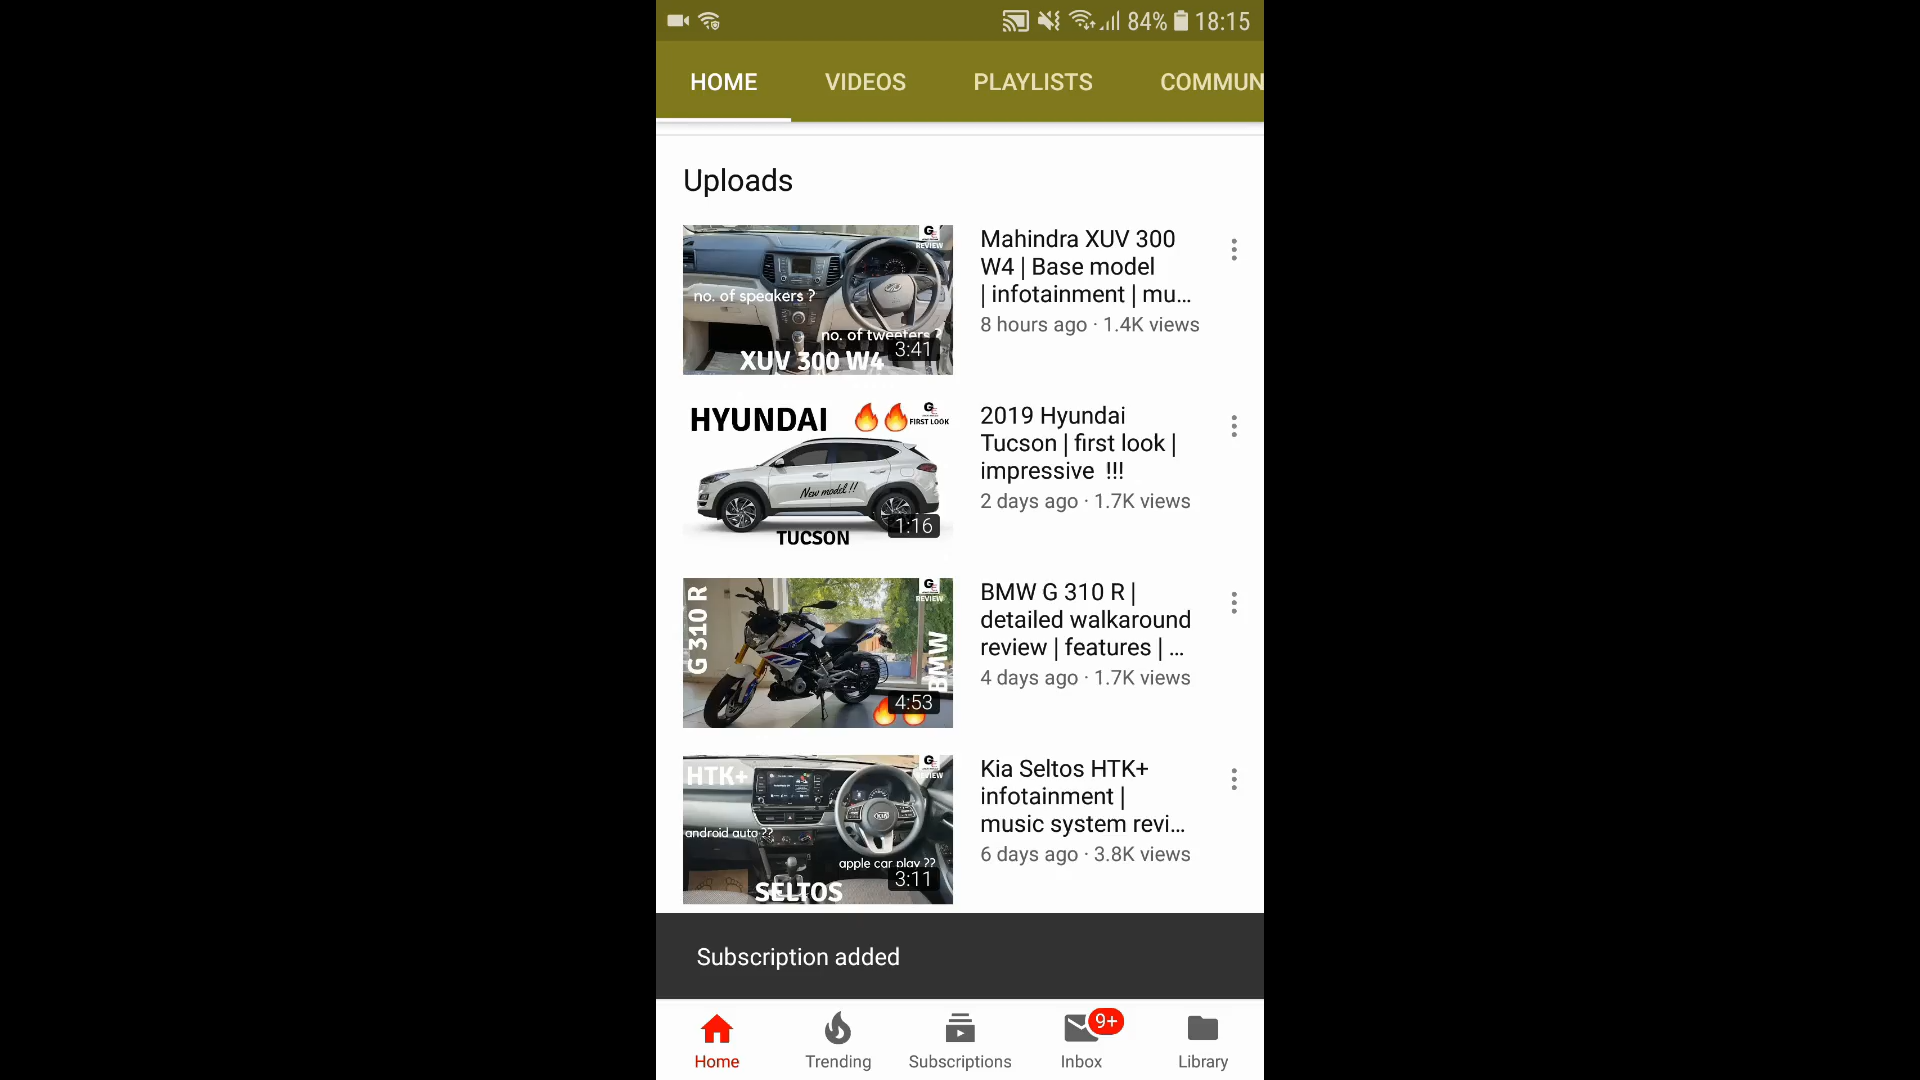 84% 18:15
HOME VIDEOS PLAYLISTS COMMUN
Uploads
G
REVIEW
no. of speakers ?
no. of tweeters ?
3:41
XUV 300 W4
Mahindra XUV 300
W4 | Base model
| infotainment | mu...
8 hours ago · 1.4K views
HYUNDAI
G
FIRST LOOK
New model !!
1:16
TUCSON
2019 Hyundai
Tucson | first look |
impressive !!!
2 days ago · 1.7K views
G 310 R
G
REVIEW
BMW
4:53
BMW G 310 R |
detailed walkaround
review | features | ...
4 days ago · 1.7K views
HTK+
G
REVIEW
KIA
android auto ??
apple car play ??
3:11
SELTOS
Kia Seltos HTK+
infotainment |
music system revi...
6 days ago · 3.8K views
Subscription added
9+
Home Trending Subscriptions Inbox Library